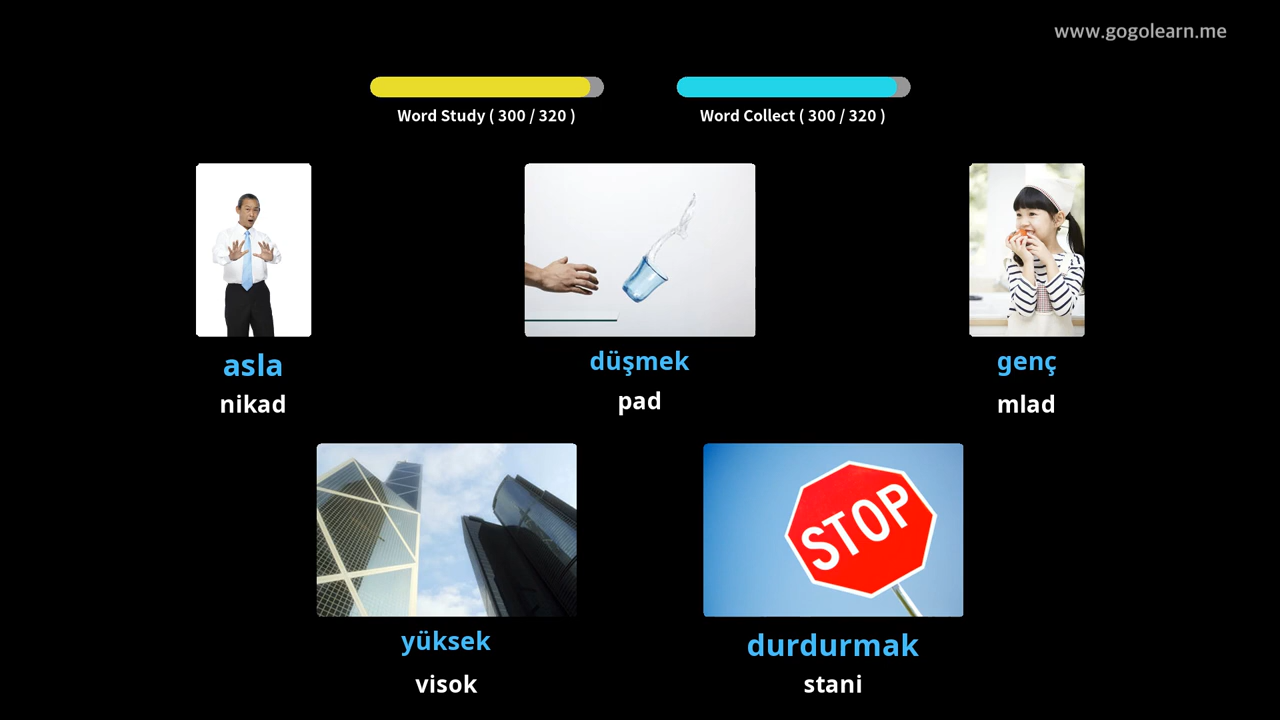 www.gogolearn.me
Word Study ( 300 / 320 )
Word Collect ( 300 / 320 )
asla
nikad
düşmek
pad
genç
mlad
STOP
yüksek
visok
durdurmak
stani